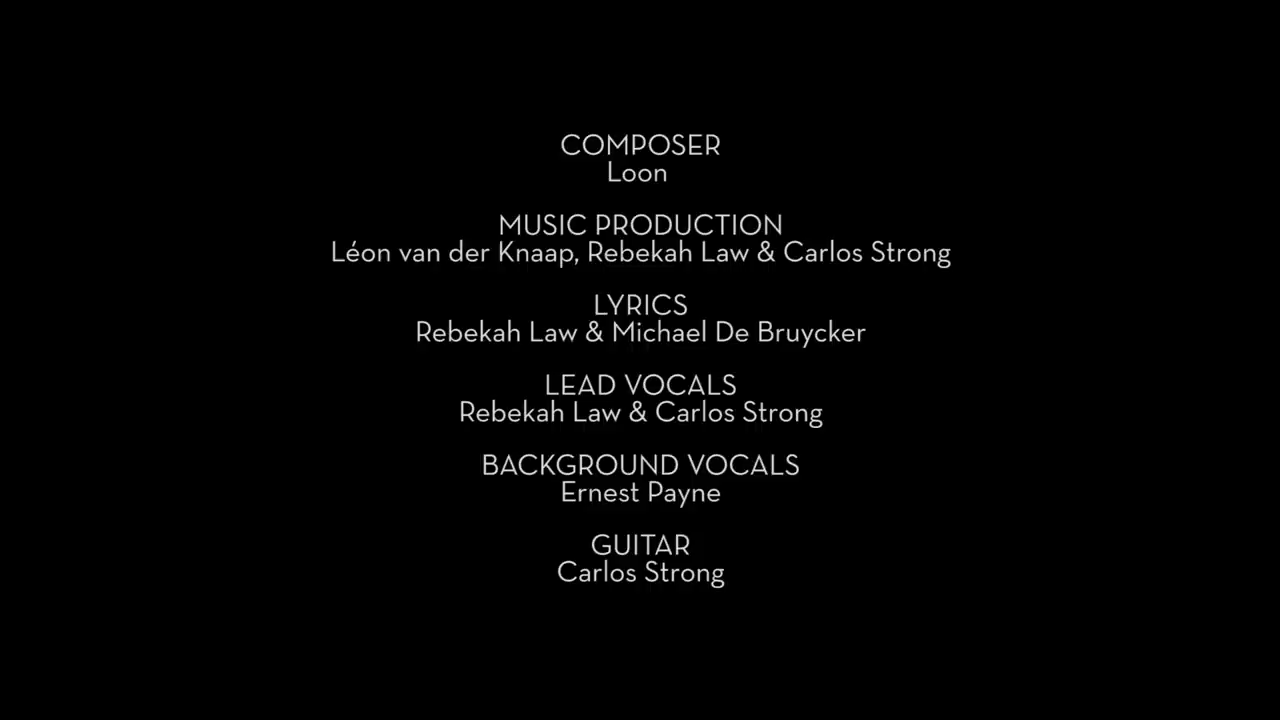 COMPOSER
Loon
MUSIC PRODUCTION
Léon van der Knaap, Rebekah Law & Carlos Strong
LYRICS
Rebekah Law & Michael De Bruycker
LEAD VOCALS
Rebekah Law & Carlos Strong
BACKGROUND VOCALS
Ernest Payne
GUITAR
Carlos Strong